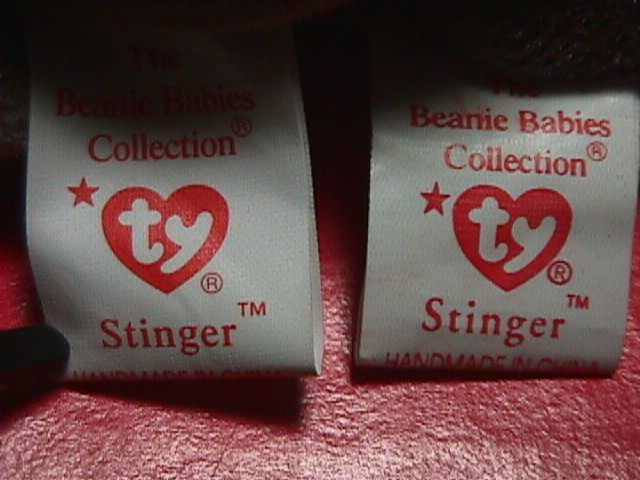 The
Beanie Babies
Collection®
ty®
Stinger™
HANDMADE IN CHINA
The
Beanie Babies
Collection®
ty®
Stinger™
HANDMADE IN CHINA